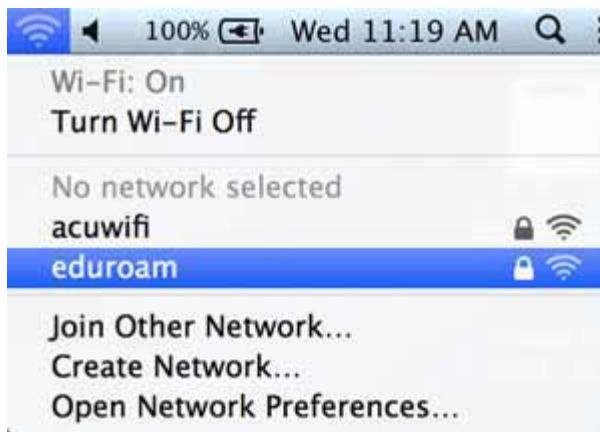 100% Wed 11:19 AM
Wi-Fi: On
Turn Wi-Fi Off
No network selected
acuwifi
eduroam
Join Other Network...
Create Network...
Open Network Preferences...